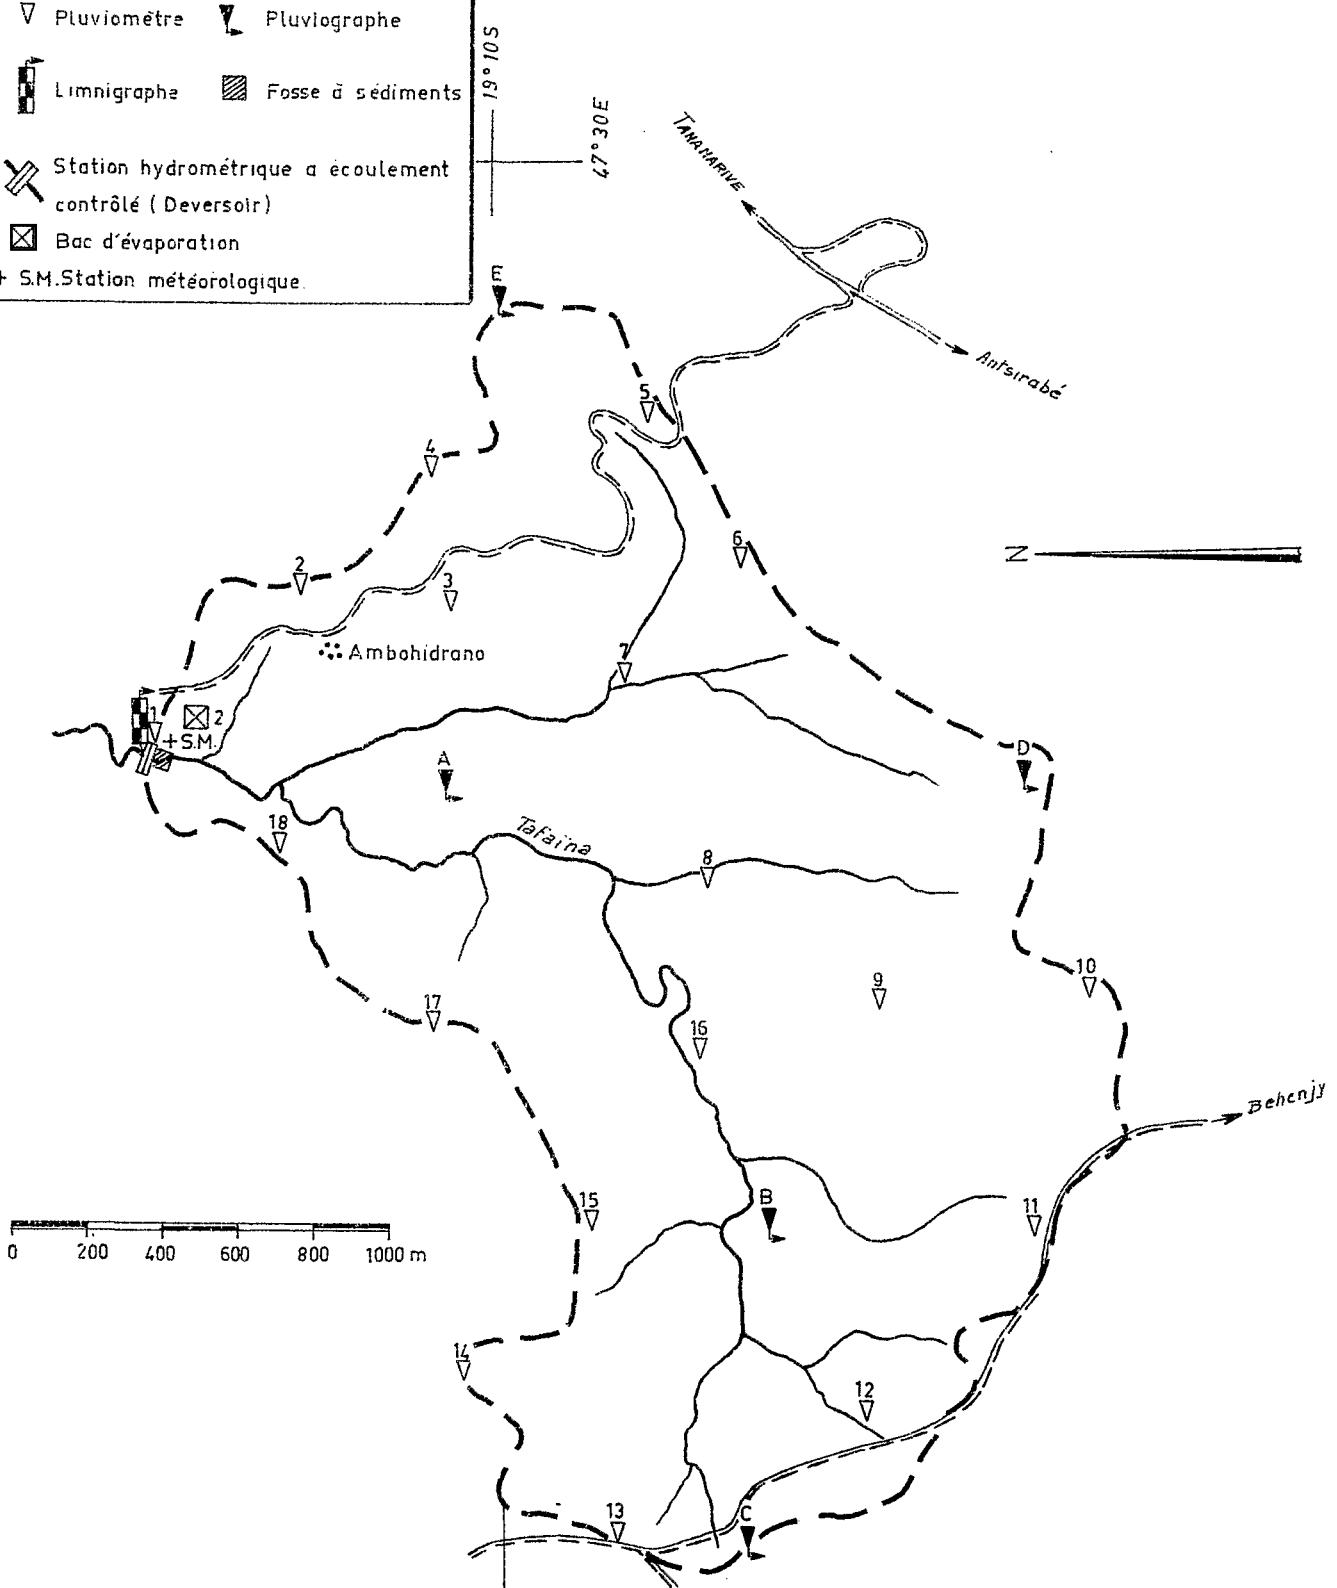 Pluviomètre
Pluviographe
Limnigraphe
Fosse à sédiments
Station hydrométrique a écoulement
contrôlé ( Deversoir)
Bac d'évaporation
+ S.M. Station météorologique.
19° 10S
47° 30E
TANANARIVE
Antsirabé
E
5
4
6
N
2
3
Ambohidrano
7
1
2
+ S.M.
A
D
18
Tafaïna
8
9
10
17
16
Behenjy
15
B
11
0 200 400 600 800 1000 m
14
12
13
C